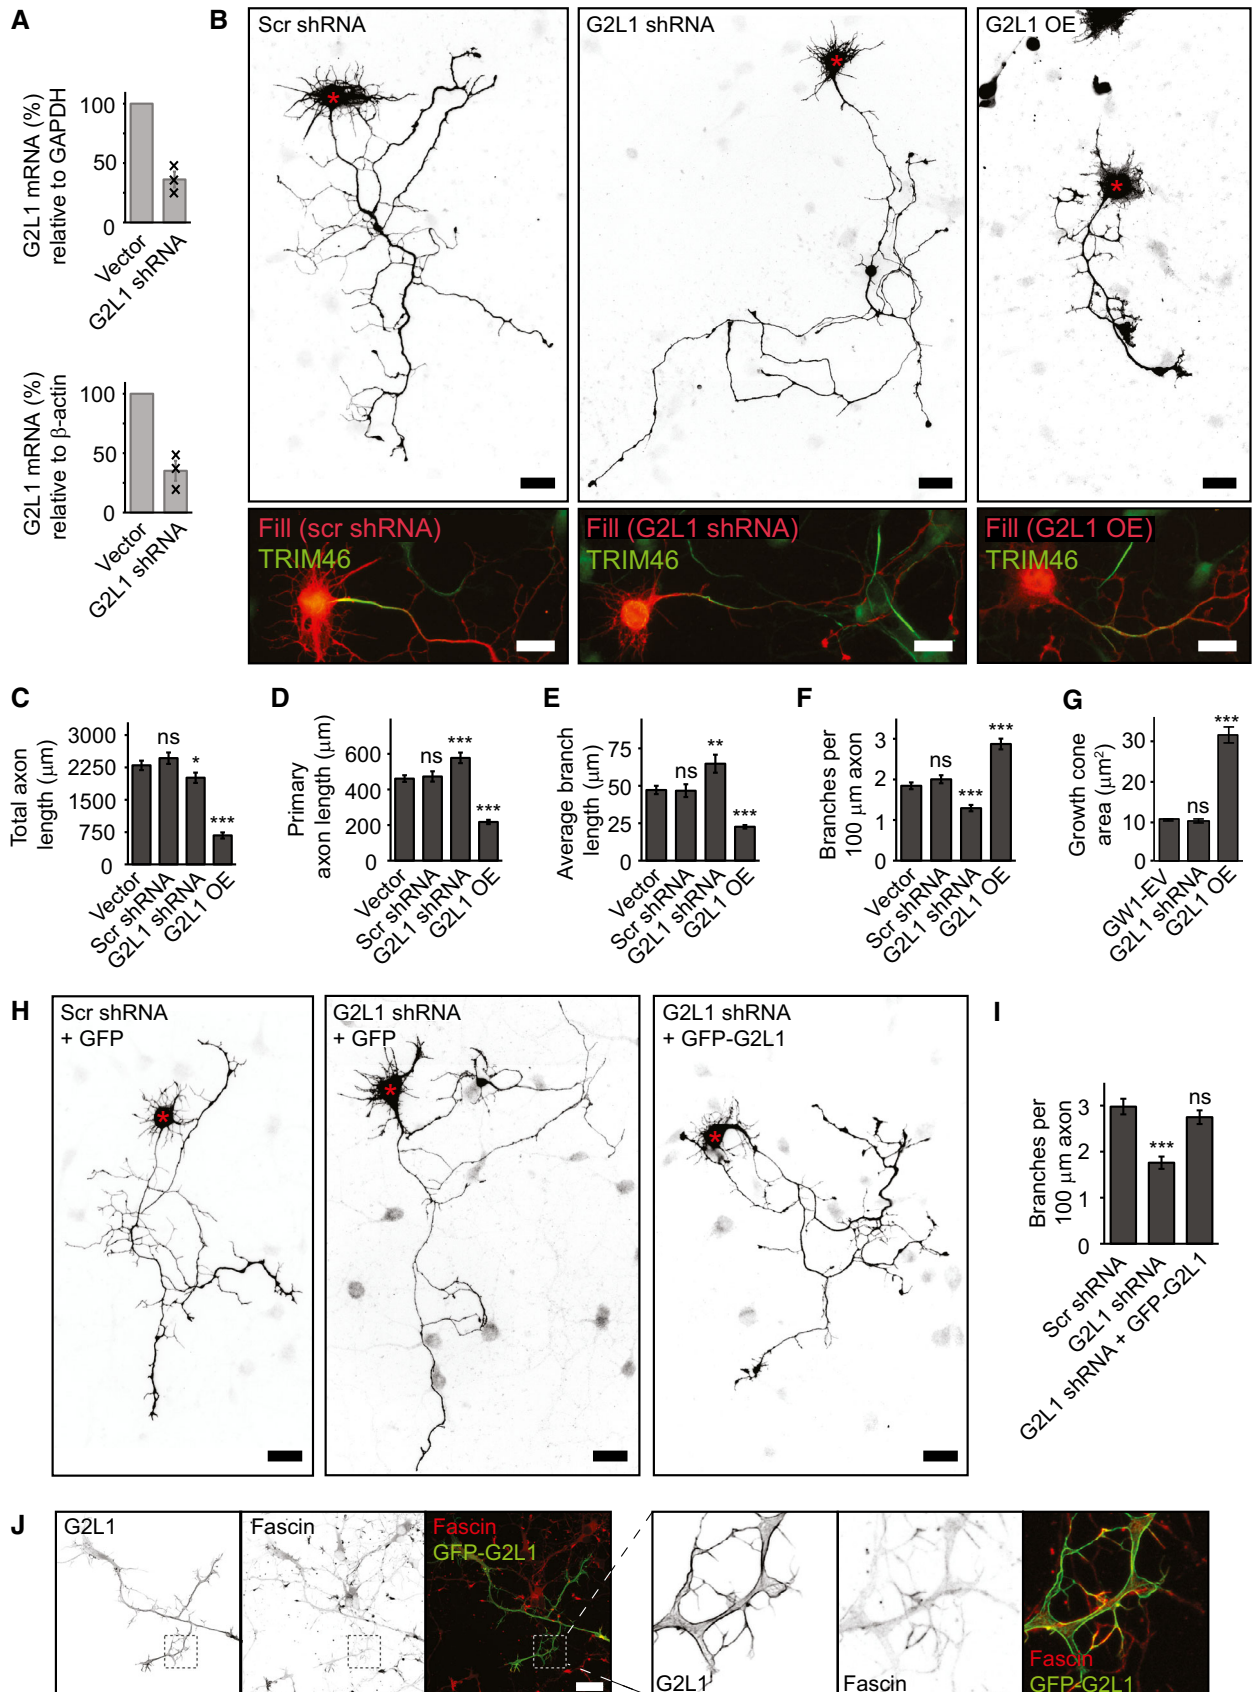 A
G2L1 mRNA (%)
relative to GAPDH
100
50
0
Vector
G2L1 shRNA
G2L1 mRNA (%)
relative to β-actin
100
50
0
Vector
G2L1 shRNA
B
Scr shRNA
G2L1 shRNA
G2L1 OE
*
*
*
Fill (scr shRNA)
TRIM46
Fill (G2L1 shRNA)
TRIM46
Fill (G2L1 OE)
TRIM46
C
Total axon
length (μm)
3000
2250
1500
750
0
ns
*
***
Vector
Scr shRNA
G2L1 shRNA
G2L1 OE
D
Primary
axon length (μm)
600
400
200
0
ns
***
***
Vector
Scr shRNA
G2L1 shRNA
G2L1 OE
E
Average branch
length (μm)
75
50
25
0
ns
**
***
Vector
Scr shRNA
G2L1 shRNA
G2L1 OE
F
Branches per
100 μm axon
3
2
1
0
ns
***
***
Vector
Scr shRNA
G2L1 shRNA
G2L1 OE
G
Growth cone
area (μm²)
30
20
10
0
ns
***
GW1-EV
G2L1 shRNA
G2L1 OE
H
Scr shRNA
+ GFP
*
G2L1 shRNA
+ GFP
*
G2L1 shRNA
+ GFP-G2L1
*
I
Branches per
100 μm axon
3
2
1
0
***
ns
Scr shRNA
G2L1 shRNA
G2L1 shRNA + GFP-G2L1
J
G2L1
Fascin
Fascin
GFP-G2L1
G2L1
Fascin
Fascin
GFP-G2L1